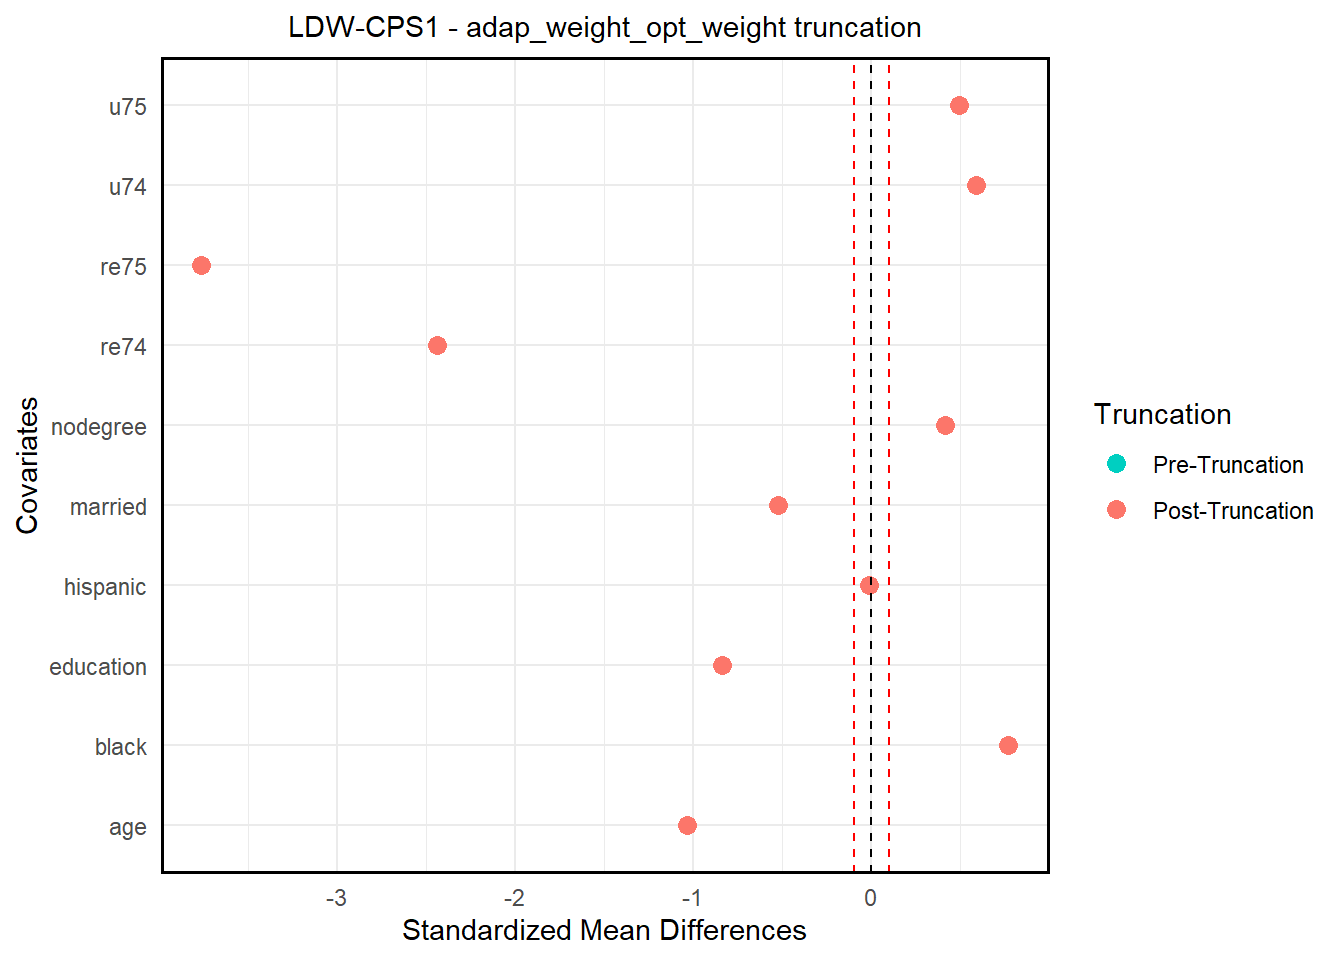 LDW-CPS1 - adap_weight_opt_weight truncation
u75
u74
re75
re74
nodegree
married
hispanic
education
black
age
Covariates
-3
-2
-1
0
Standardized Mean Differences
Truncation
Pre-Truncation
Post-Truncation